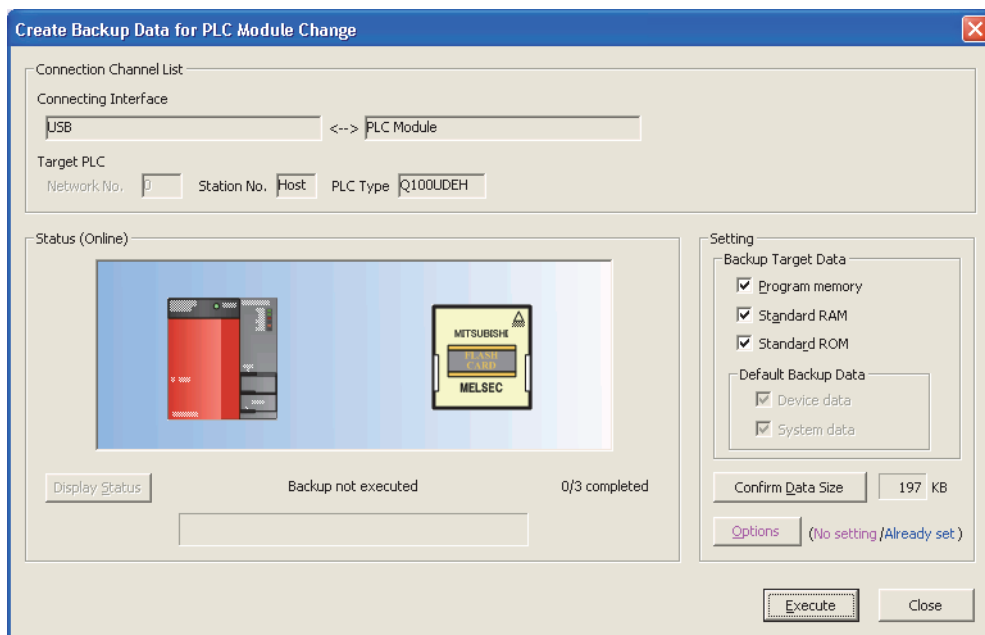 Create Backup Data for PLC Module Change
Connection Channel List
Connecting Interface
USB <--> PLC Module
Target PLC
Network No. 0 Station No. Host PLC Type Q100UDEH
Status (Online)
MITSUBISHI
FLASH
CARD
MELSEC
Display Status Backup not executed 0/3 completed
Setting
Backup Target Data
Program memory
Standard RAM
Standard ROM
Default Backup Data
Device data
System data
Confirm Data Size 197 KB
Options (No setting/Already set)
Execute Close